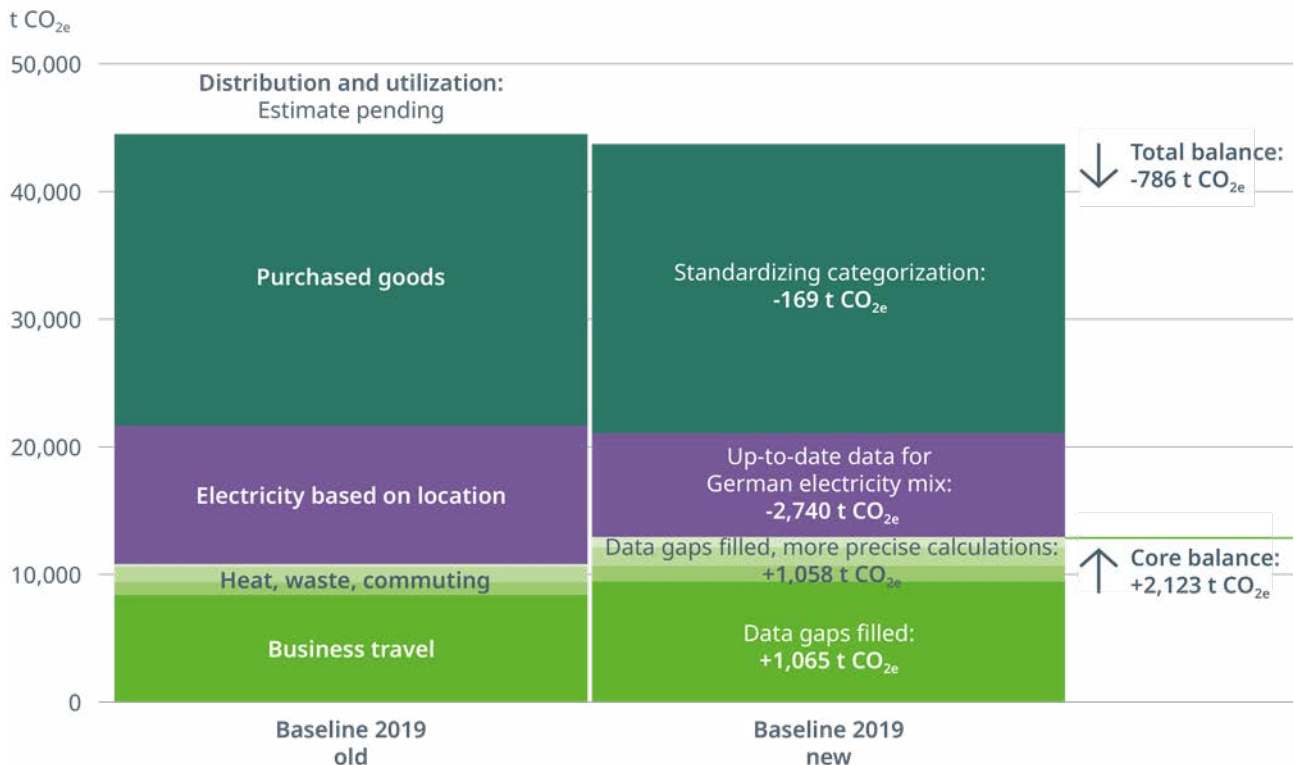 t CO2e
50,000
Distribution and utilization:
Estimate pending
40,000
30,000
20,000
10,000
0
Purchased goods
Electricity based on location
Heat, waste, commuting
Business travel
Baseline 2019
old
Standardizing categorization:
-169 t CO2e
Up-to-date data for
German electricity mix:
-2,740 t CO2e
Data gaps filled, more precise calculations:
+1,058 t CO2e
Data gaps filled:
+1,065 t CO2e
Baseline 2019
new
Total balance:
-786 t CO2e
Core balance:
+2,123 t CO2e